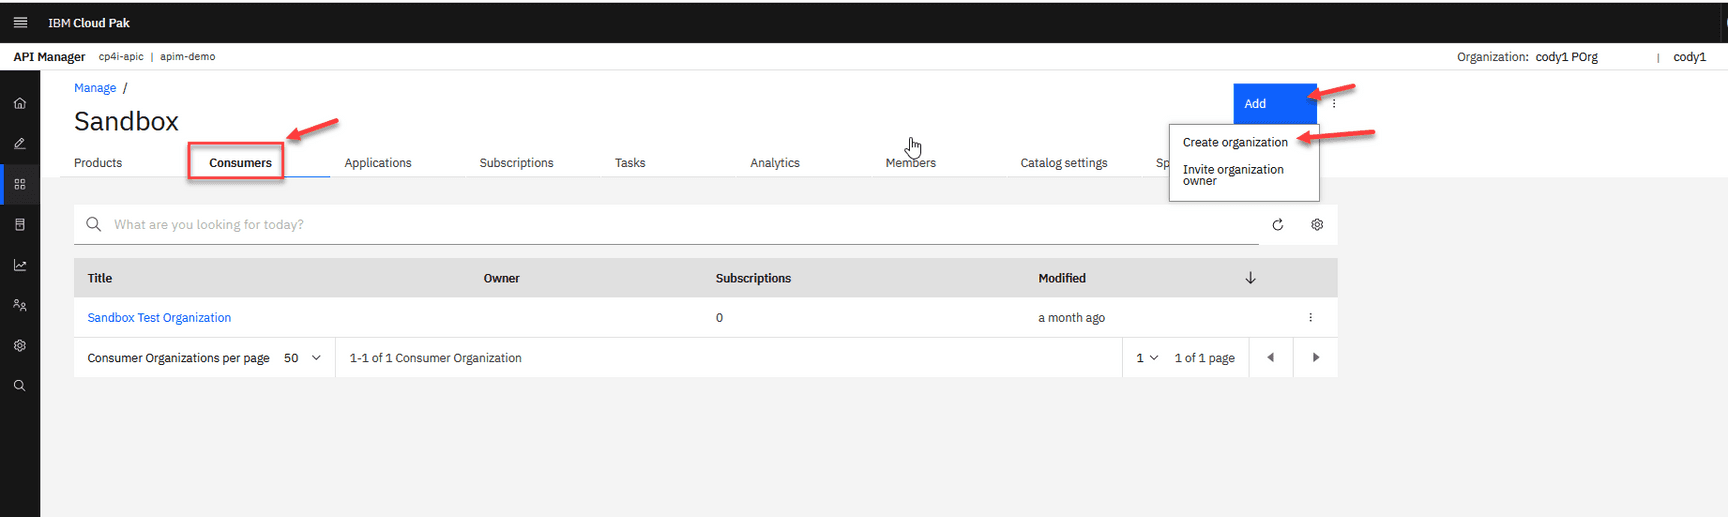 IBM Cloud Pak
API Manager cp4i-apic | apim-demo Organization: cody1 POrg | cody1
Manage /
Sandbox
Add
Create organization
Invite organization
owner
Products Consumers Applications Subscriptions Tasks Analytics Members Catalog settings Sp
What are you looking for today?
Title Owner Subscriptions Modified
Sandbox Test Organization 0 a month ago
Consumer Organizations per page 50 1-1 of 1 Consumer Organization 1 1 of 1 page